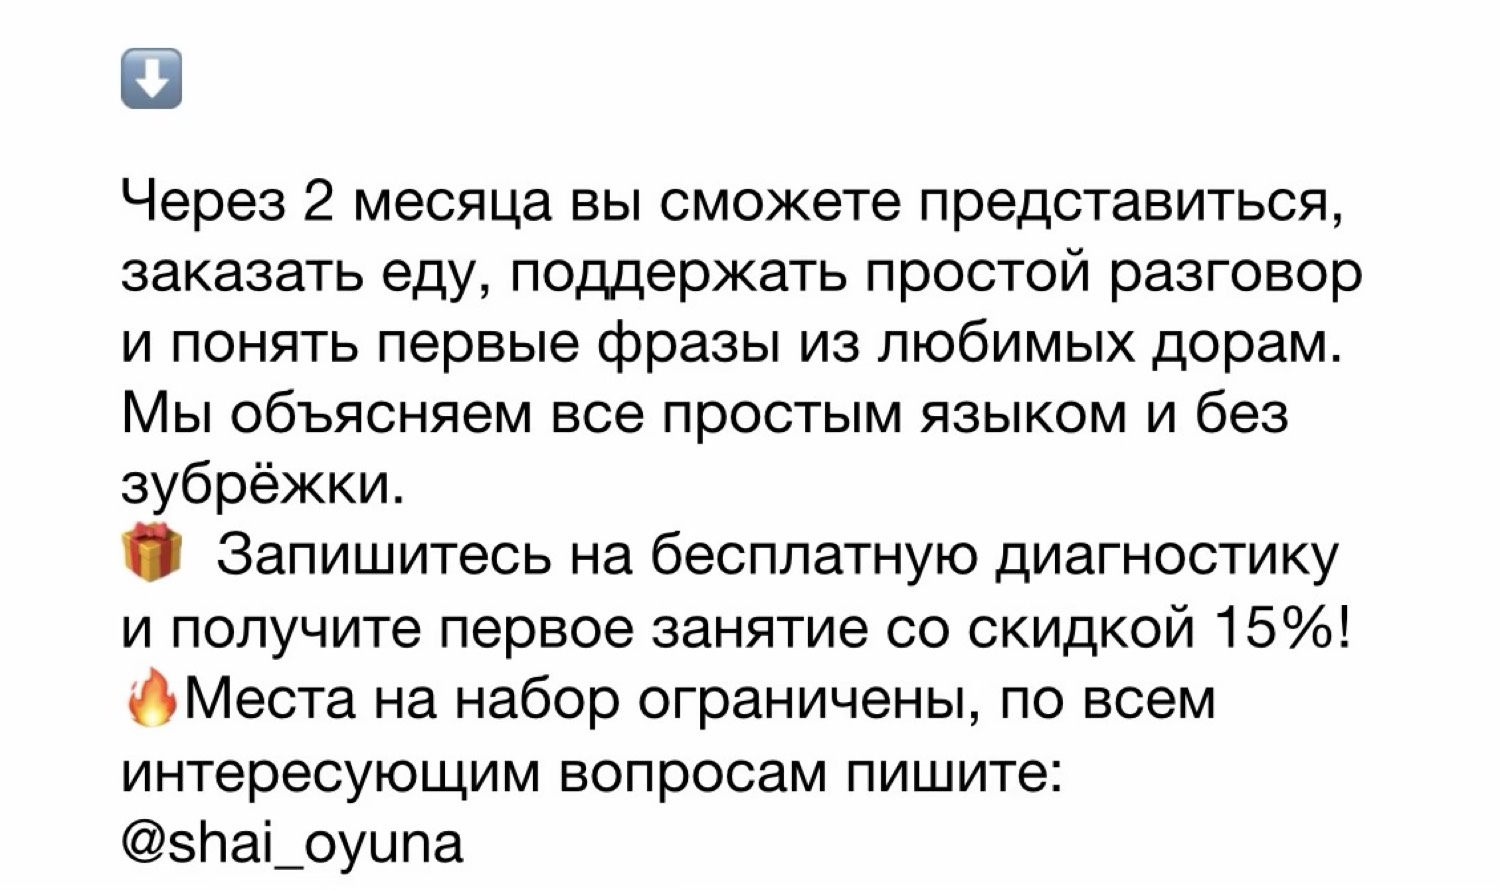 ⬇️
Через 2 месяца вы сможете представиться,
заказать еду, поддержать простой разговор
и понять первые фразы из любимых дорам.
Мы объясняем все простым языком и без
зубрёжки.
🎁 Запишитесь на бесплатную диагностику
и получите первое занятие со скидкой 15%!
🔥Места на набор ограничены, по всем
интересующим вопросам пишите:
@shai_oyuna